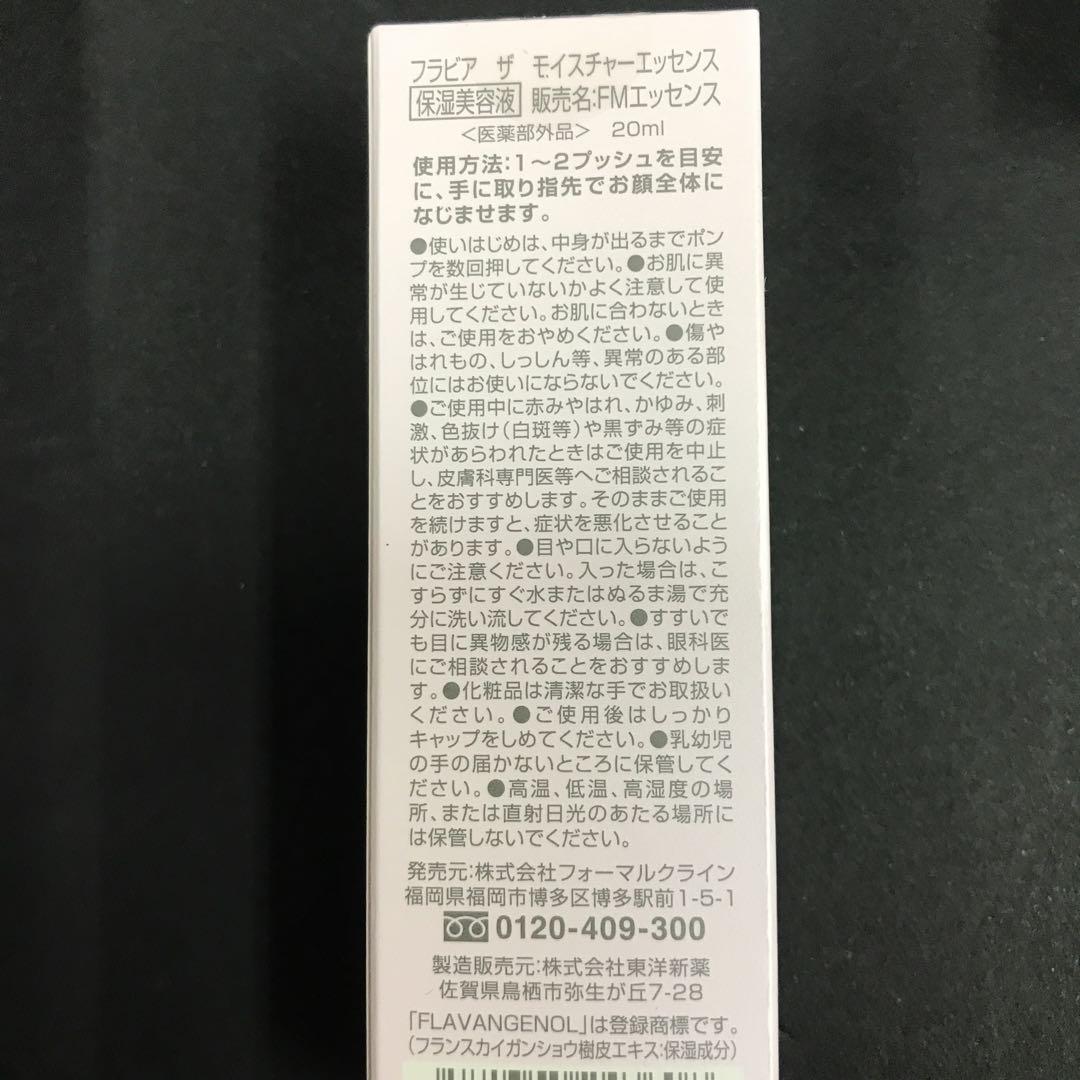 フラビア ザ モイスチャーエッセンス
保湿美容液 販売名:FMエッセンス
<医薬部外品> 20ml
使用方法:1~2プッシュを目安
に、手に取り指先でお顔全体に
なじませます。
●使いはじめは、中身が出るまでポン
プを数回押してください。●お肌に異
常が生じていないかよく注意して使
用してください。お肌に合わないとき
は、ご使用をおやめください。●傷や
はれもの、しっしん等、異常のある部
位にはお使いにならないでください。
●ご使用中に赤みやはれ、かゆみ、刺
激、色抜け(白斑等)や黒ずみ等の症
状があらわれたときはご使用を中止
し、皮膚科専門医等へご相談されるこ
とをおすすめします。そのままご使用
を続けますと、症状を悪化させること
があります。●目や口に入らないよう
にご注意ください。入った場合は、こ
すらずにすぐ水またはぬるま湯で充
分に洗い流してください。●すすいで
も目に異物感が残る場合は、眼科医
にご相談されることをおすすめしま
す。●化粧品は清潔な手でお取扱い
ください。●ご使用後はしっかり
キャップをしめてください。●乳幼児
の手の届かないところに保管してく
ださい。●高温、低温、高湿度の場
所、または直射日光のあたる場所に
は保管しないでください。
発売元:株式会社フォーマルクライン
福岡県福岡市博多区博多駅前1-5-1
0120-409-300
製造販売元:株式会社東洋新薬
佐賀県鳥栖市弥生が丘7-28
「FLAVANGENOL」は登録商標です。
(フランスカイガンショウ樹皮エキス:保湿成分)